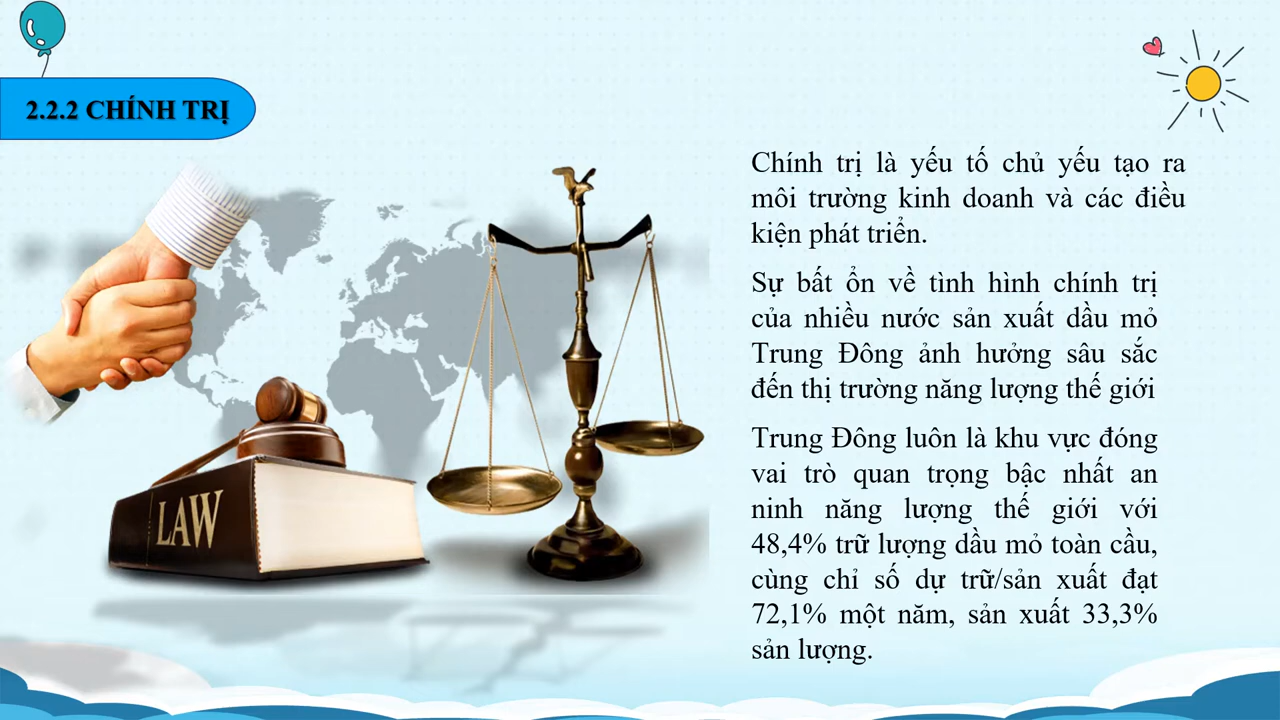 2.2.2 CHÍNH TRỊ
Chính trị là yếu tố chủ yếu tạo ra
môi trường kinh doanh và các điều
kiện phát triển.
Sự bất ổn về tình hình chính trị
của nhiều nước sản xuất dầu mỏ
Trung Đông ảnh hưởng sâu sắc
đến thị trường năng lượng thế giới
Trung Đông luôn là khu vực đóng
vai trò quan trọng bậc nhất an
ninh năng lượng thế giới với
48,4% trữ lượng dầu mỏ toàn cầu,
cùng chỉ số dự trữ/sản xuất đạt
72,1% một năm, sản xuất 33,3%
sản lượng.
LAW